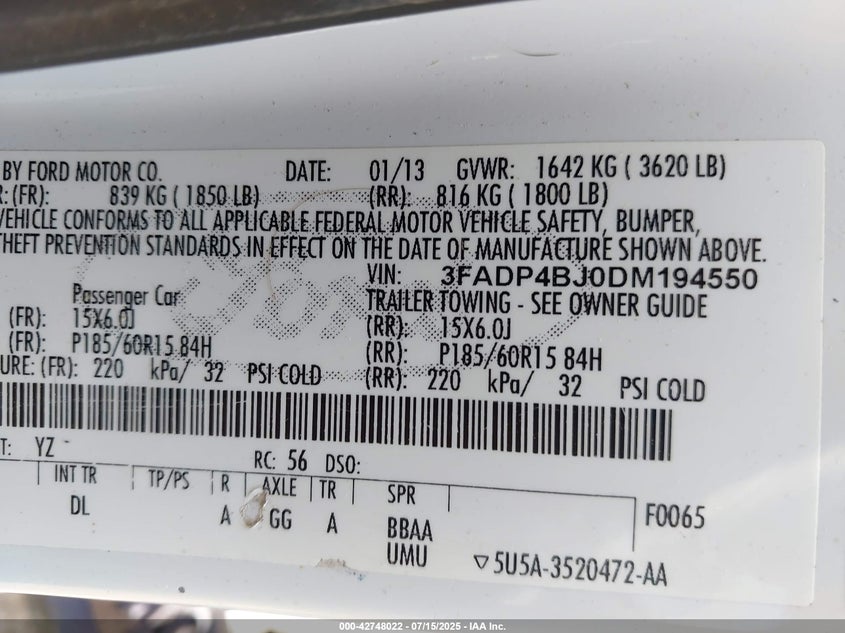 BY FORD MOTOR CO. DATE: 01/13 GVWR: 1642 KG ( 3620 LB)
R: (FR): 839 KG ( 1850 LB) (RR): 816 KG ( 1800 LB)
VEHICLE CONFORMS TO ALL APPLICABLE FEDERAL MOTOR VEHICLE SAFETY, BUMPER,
THEFT PREVENTION STANDARDS IN EFFECT ON THE DATE OF MANUFACTURE SHOWN ABOVE.
VIN: 3FADP4BJ0DM194550
Passenger Car TRAILER TOWING - SEE OWNER GUIDE
(FR): 15X6.0J (RR): 15X6.0J
(FR): P185/60R15 84H (RR): P185/60R15 84H
URE: (FR): 220 kPa/ 32 PSI COLD (RR): 220 kPa/ 32 PSI COLD
T: YZ RC: 56 DSO:
INT TR TP/PS R AXLE TR SPR
DL A GG A BBAA F0065
UMU ▽5U5A-3520472-AA
000-42748022 - 07/15/2025 - IAA Inc.